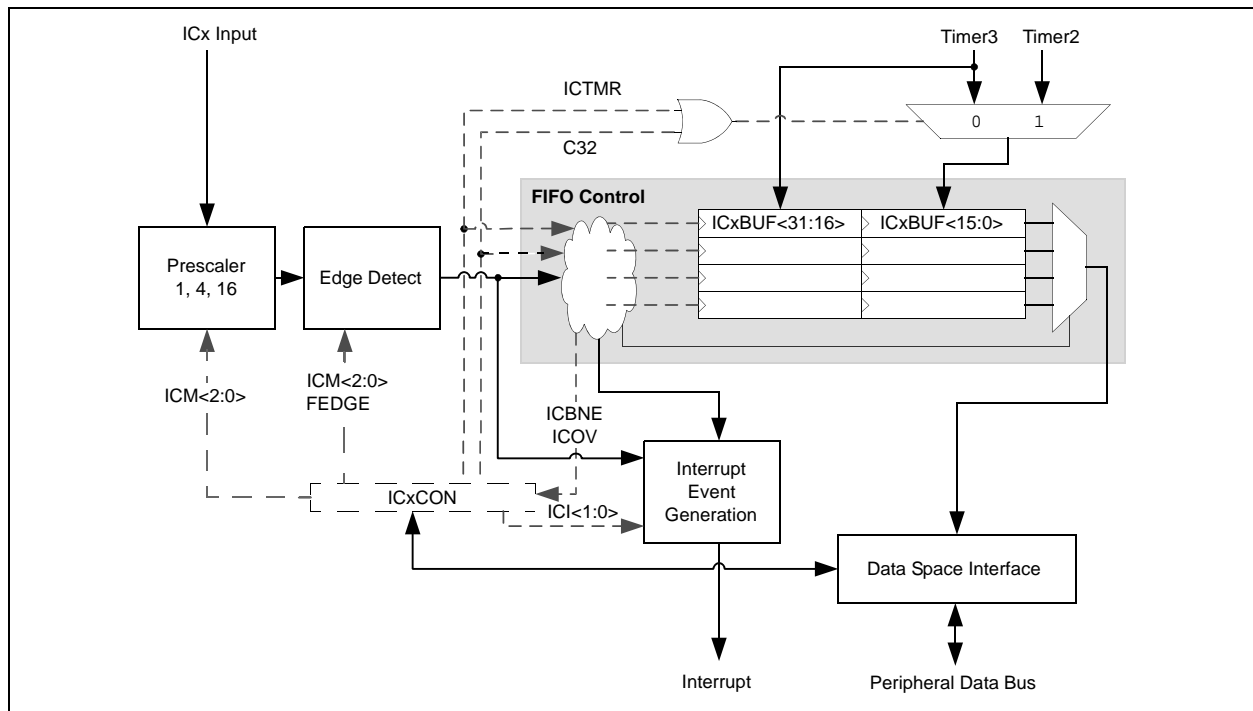 ICx Input
Timer3
Timer2
ICTMR
0
1
C32
FIFO Control
ICxBUF<31:16>
ICxBUF<15:0>
Prescaler
1, 4, 16
Edge Detect
ICM<2:0>
ICM<2:0>
FEDGE
ICBNE
ICOV
Interrupt
Event
Generation
ICxCON
ICI<1:0>
Data Space Interface
Interrupt
Peripheral Data Bus